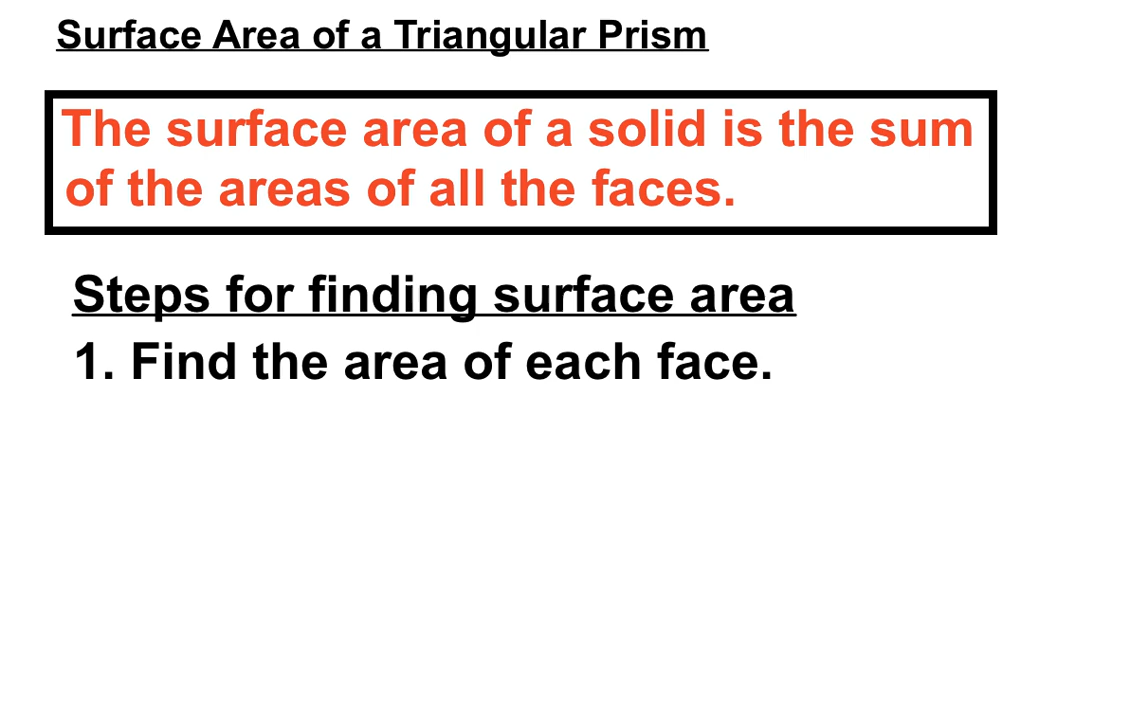 Surface Area of a Triangular Prism
The surface area of a solid is the sum
of the areas of all the faces.
Steps for finding surface area
1. Find the area of each face.